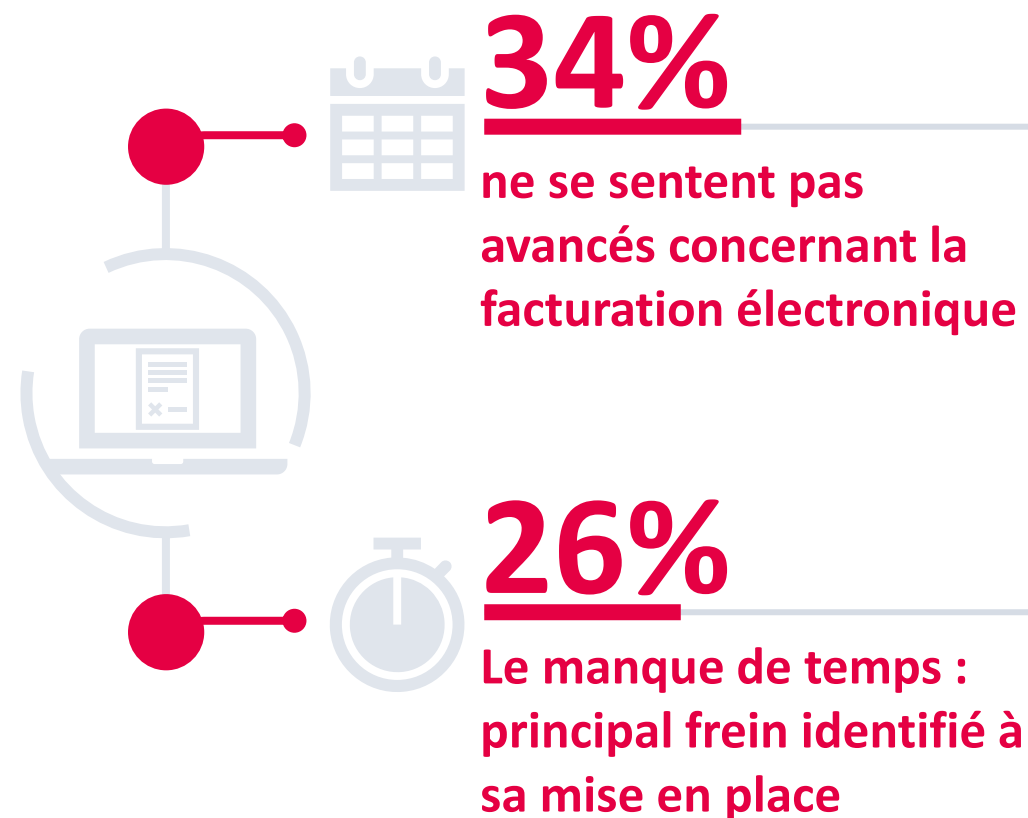 34%
ne se sentent pas
avancés concernant la
facturation électronique
26%
Le manque de temps :
principal frein identifié à
sa mise en place